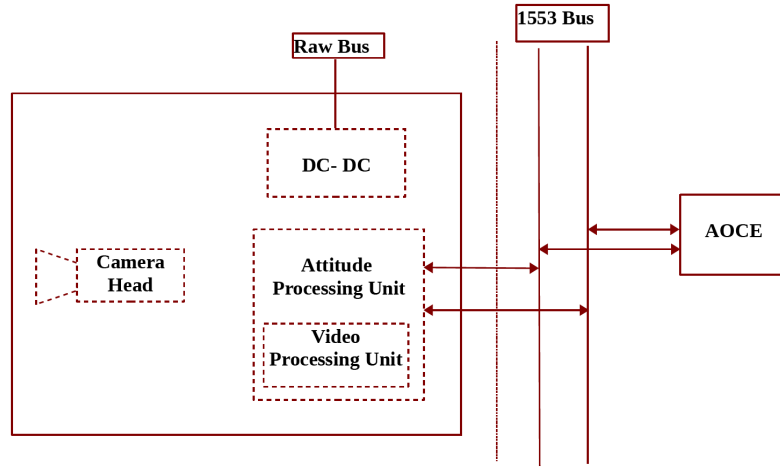 1553 Bus
Raw Bus
DC- DC
Camera
Head
Attitude
Processing Unit
Video
Processing Unit
AOCE